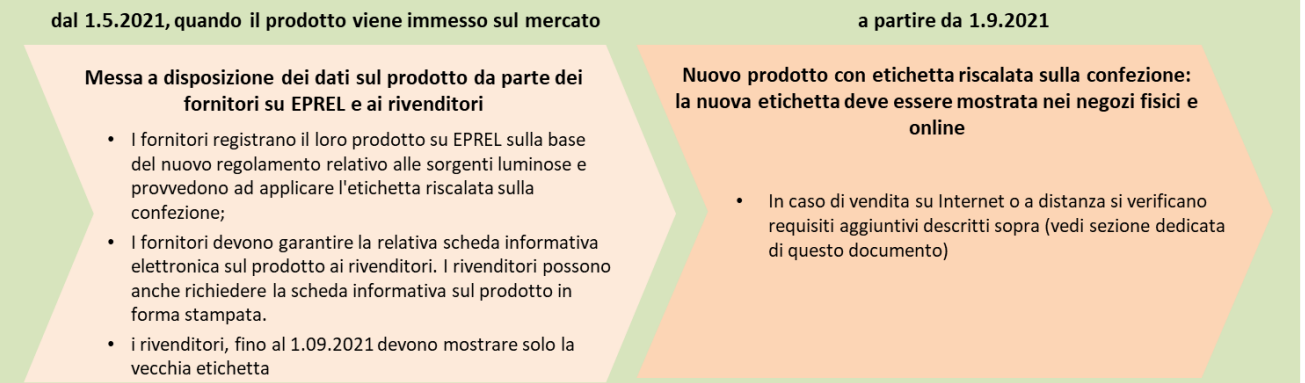 dal 1.5.2021, quando il prodotto viene immesso sul mercato
Messa a disposizione dei dati sul prodotto da parte dei
fornitori su EPREL e ai rivenditori
• I fornitori registrano il loro prodotto su EPREL sulla base
del nuovo regolamento relativo alle sorgenti luminose e
provvedono ad applicare l'etichetta riscalata sulla
confezione;
• I fornitori devono garantire la relativa scheda informativa
elettronica sul prodotto ai rivenditori. I rivenditori possono
anche richiedere la scheda informativa sul prodotto in
forma stampata.
• i rivenditori, fino al 1.09.2021 devono mostrare solo la
vecchia etichetta
a partire da 1.9.2021
Nuovo prodotto con etichetta riscalata sulla confezione:
la nuova etichetta deve essere mostrata nei negozi fisici e
online
• In caso di vendita su Internet o a distanza si verificano
requisiti aggiuntivi descritti sopra (vedi sezione dedicata
di questo documento)